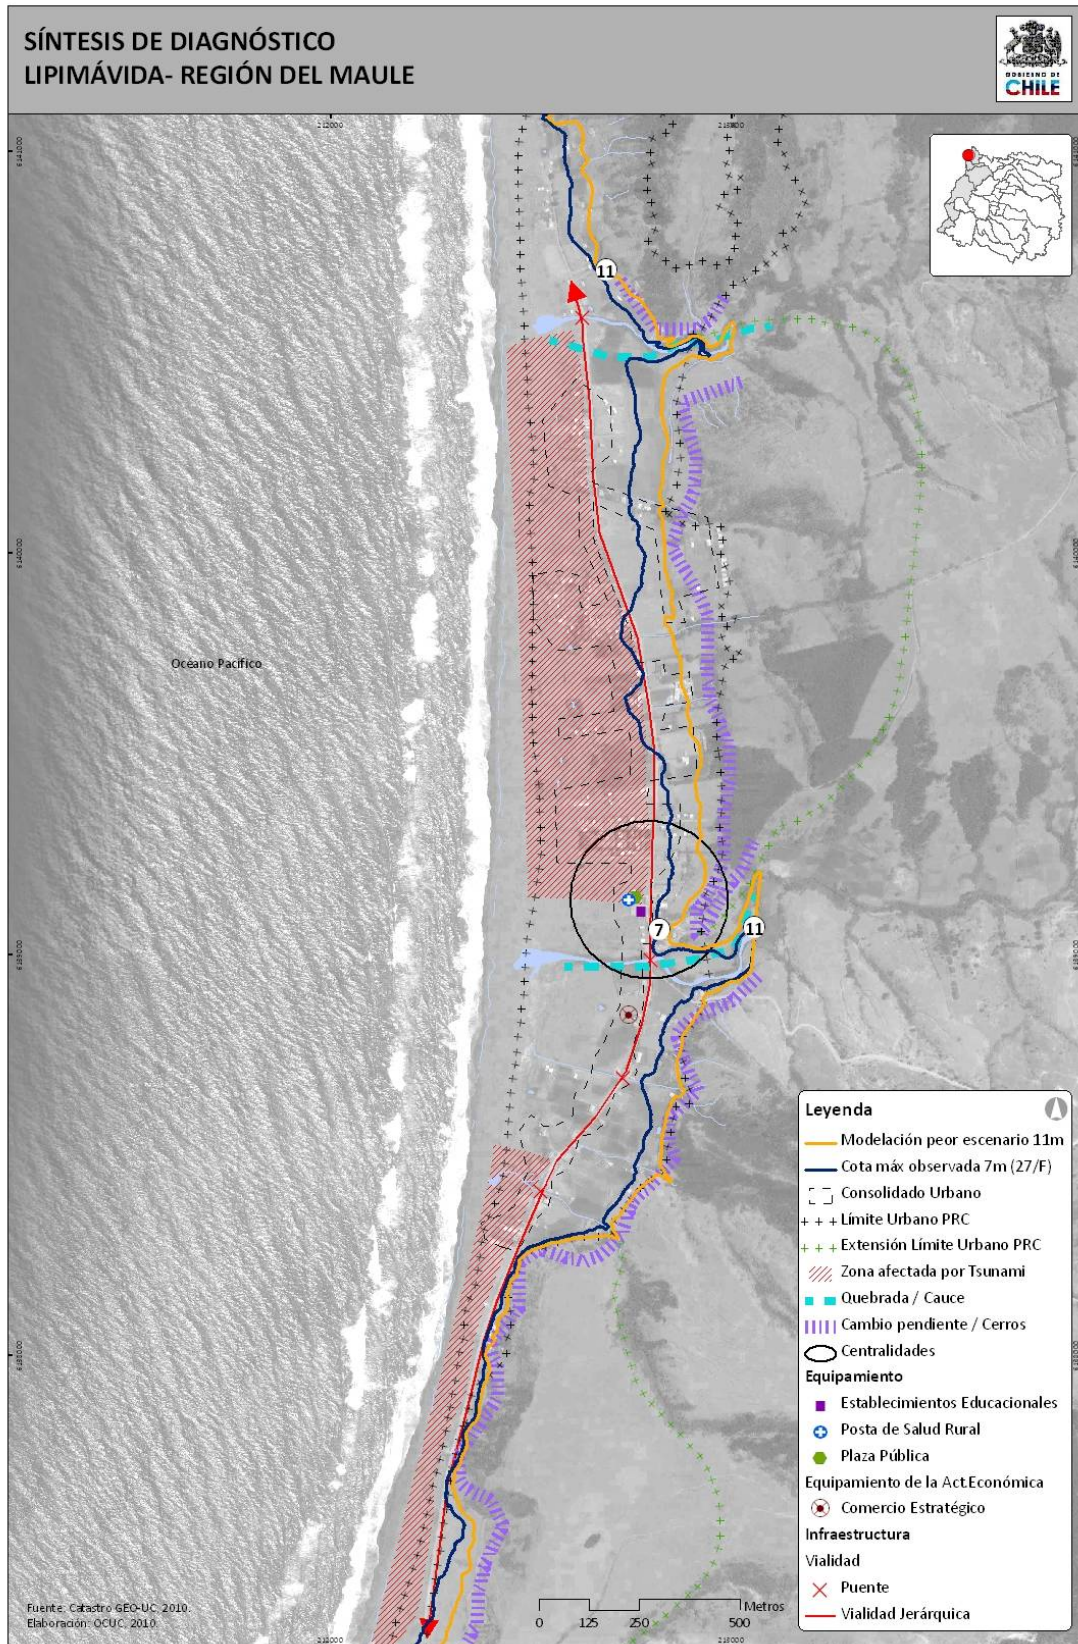 SÍNTESIS DE DIAGNÓSTICO
LIPIMÁVIDA- REGIÓN DEL MAULE
GOBIERNO DE
CHILE
212000
11
Oceano Pacífico
7
11
Leyenda
Modelación peor escenario 11m
Cota máx observada 7m (27/F)
Consolidado Urbano
Límite Urbano PRC
Extensión Límite Urbano PRC
Zona afectada por Tsunami
Quebrada / Cauce
Cambio pendiente / Cerros
Centralidades
Equipamiento
Establecimientos Educacionales
Posta de Salud Rural
Plaza Pública
Equipamiento de la Act.Económica
Comercio Estratégico
Infraestructura
Vialidad
Puente
Vialidad Jerárquica
Metros
0 125 250 500
Fuente: Catastro GEO-UC, 2010.
Elaboración: OCUC, 2010.
212000